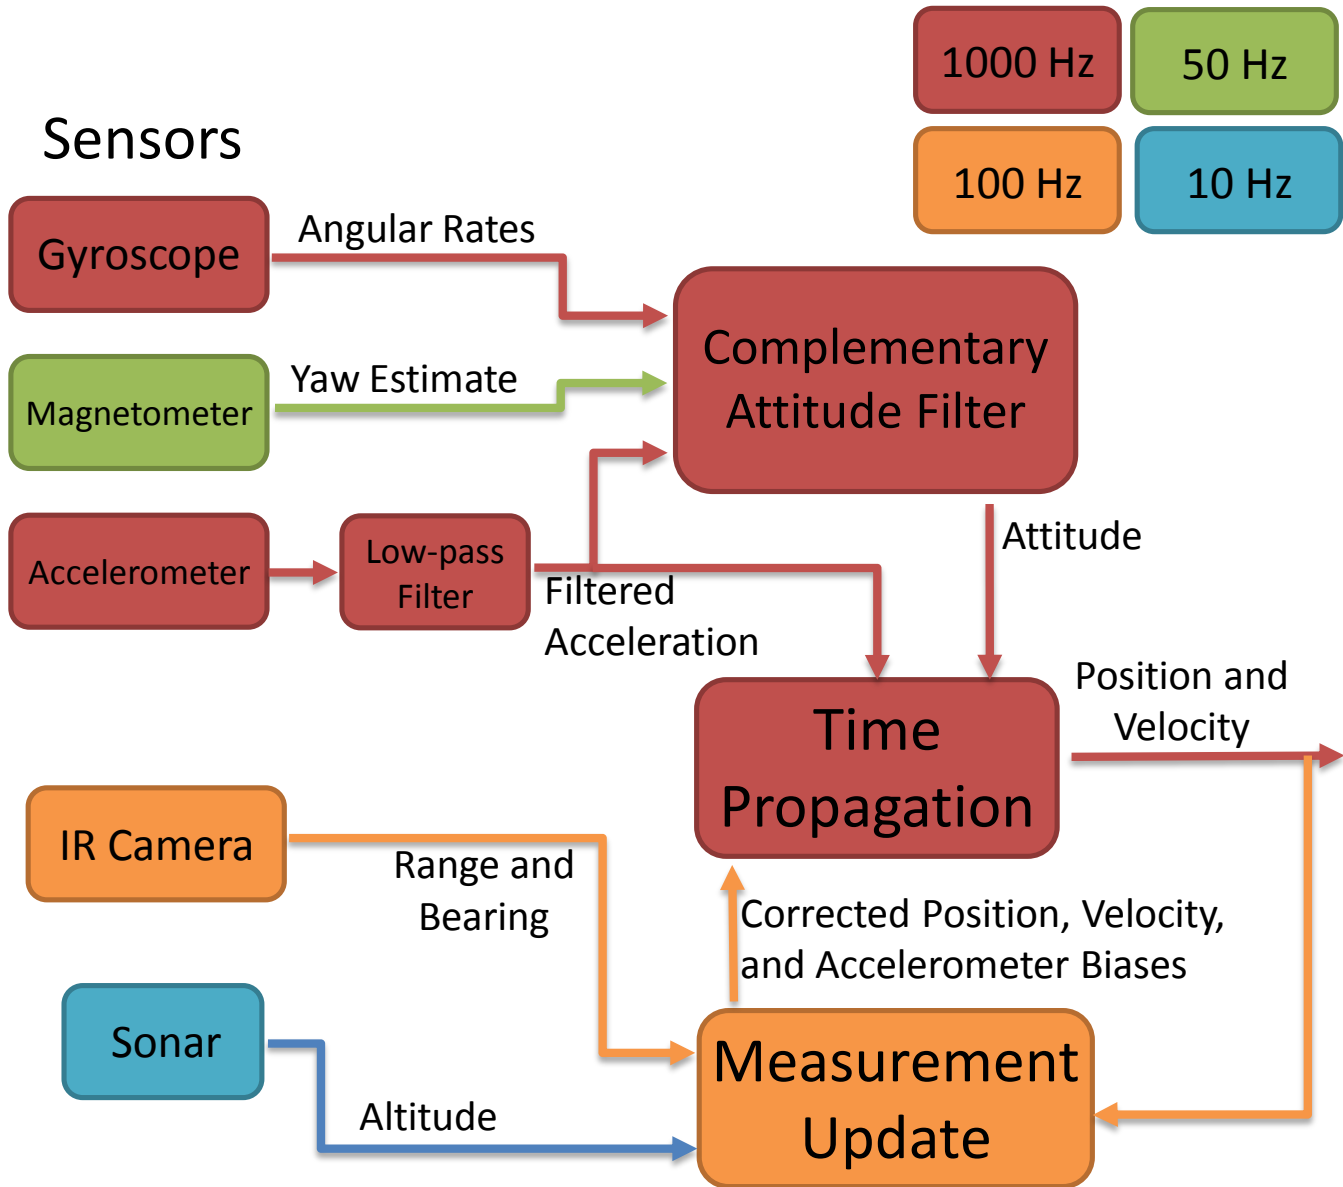 1000 Hz
50 Hz
100 Hz
10 Hz
Sensors
Gyroscope
Angular Rates
Magnetometer
Yaw Estimate
Complementary
Attitude Filter
Accelerometer
Low-pass
Filter
Filtered
Acceleration
Attitude
Time
Propagation
Position and
Velocity
IR Camera
Range and
Bearing
Corrected Position, Velocity,
and Accelerometer Biases
Sonar
Altitude
Measurement
Update